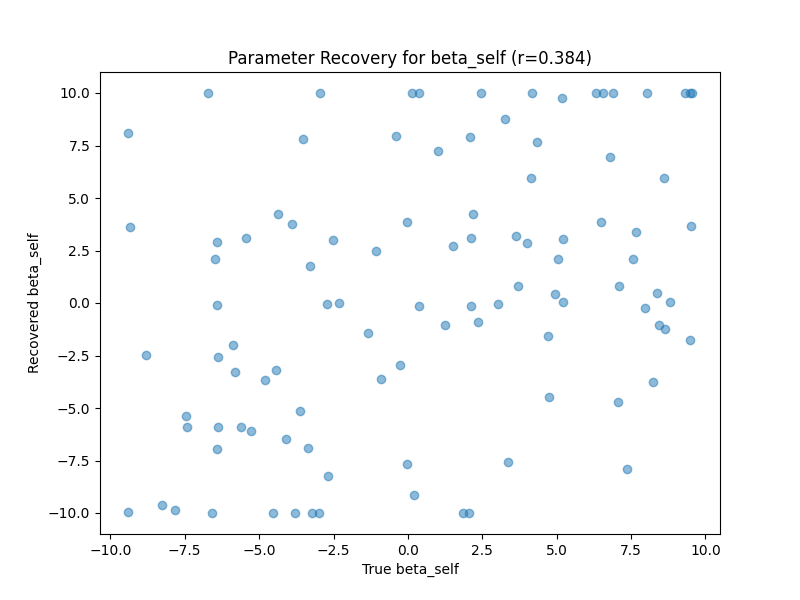 Parameter Recovery for beta_self (r=0.384)
10.0
7.5
5.0
2.5
0.0
−2.5
−5.0
−7.5
−10.0
Recovered beta_self
−10.0 −7.5 −5.0 −2.5 0.0 2.5 5.0 7.5 10.0
True beta_self